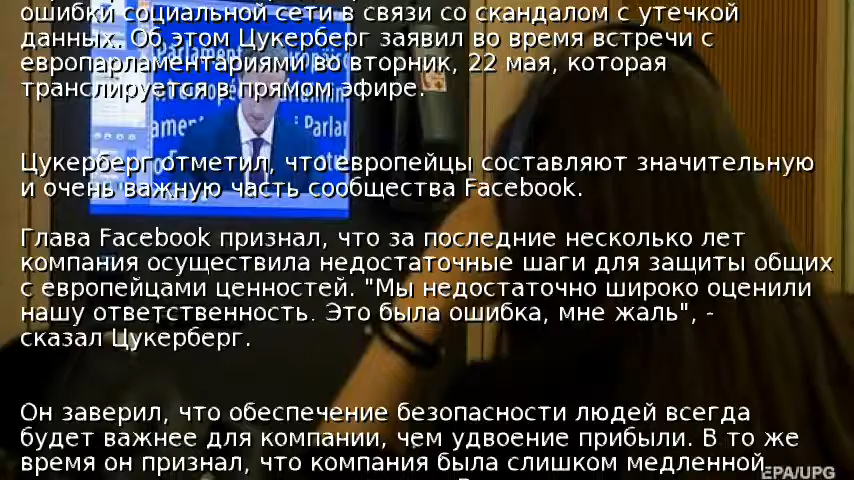 ошибки социальной сети в связи со скандалом с утечкой
данных. Об этом Цукерберг заявил во время встречи с
европарламентариями во вторник, 22 мая, которая
транслируется в прямом эфире.
Цукерберг отметил, что европейцы составляют значительную
и очень важную часть сообщества Facebook.
Глава Facebook признал, что за последние несколько лет
компания осуществила недостаточные шаги для защиты общих
с европейцами ценностей. "Мы недостаточно широко оценили
нашу ответственность. Это была ошибка, мне жаль", -
сказал Цукерберг.
Он заверил, что обеспечение безопасности людей всегда
будет важнее для компании, чем удвоение прибыли. В то же
время он признал, что компания была слишком медленной
EPA/UPG